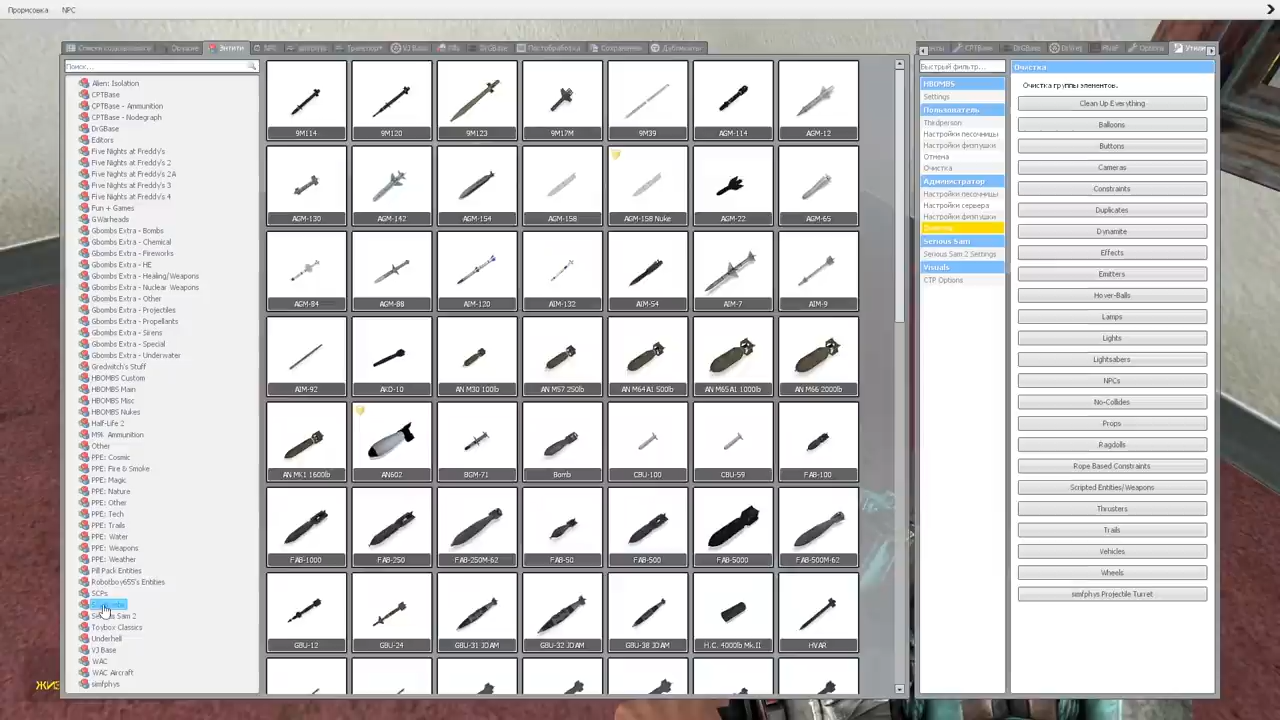 Прорисовка NPC
Энтити
Поиск...
Alien: Isolation
CPTBase
CPTBase - Ammunition
CPTBase - Nodegraph
DrGBase
Editors
Five Nights at Freddy's
Five Nights at Freddy's 2
Five Nights at Freddy's 2A
Five Nights at Freddy's 3
Five Nights at Freddy's 4
Fun + Games
GWarheads
Gbombs Extra - Bombs
Gbombs Extra - Chemical
Gbombs Extra - Fireworks
Gbombs Extra - HE
Gbombs Extra - Healing/Weapons
Gbombs Extra - Nuclear Weapons
Gbombs Extra - Other
Gbombs Extra - Projectiles
Gbombs Extra - Propellants
Gbombs Extra - Sirens
Gbombs Extra - Special
Gbombs Extra - Underwater
Gredwitch's Stuff
HBOMBS Custom
HBOMBS Main
HBOMBS Misc
HBOMBS Nukes
Half-Life 2
M9K Ammunition
Other
PPE: Cosmic
PPE: Fire & Smoke
PPE: Magic
PPE: Nature
PPE: Other
PPE: Tech
PPE: Trails
PPE: Water
PPE: Weapons
PPE: Weather
Pill Pack Entities
Robotboy655's Entities
SCPs
Serious Sam 2
Toybox Classics
Underhell
VJ Base
WAC
WAC Aircraft
simfphys
9M114 9M120 9M123 9M17M 9M39 AGM-114 AGM-12
AGM-130 AGM-142 AGM-154 AGM-158 AGM-158 Nuke AGM-22 AGM-65
AGM-84 AGM-88 AIM-120 AIM-132 AIM-54 AIM-7 AIM-9
AIM-92 AKD-10 AN M30 100lb AN M57 250lb AN M64 A1 500lb AN M65 A1 1000lb AN M66 2000lb
AN MK1 1600lb AN602 BGM-71 Bomb CBU-100 CBU-59 FAB-100
FAB-1000 FAB-250 FAB-250M-62 FAB-50 FAB-500 FAB-5000 FAB-500M-62
GBU-12 GBU-24 GBU-31 JDAM GBU-32 JDAM GBU-38 JDAM H.C. 4000lb Mk.II HVAR
CPTBase DrGBase Options
Быстрый фильтр...
HBOMBS
Settings
Пользователь
Thirdperson
Настройки песочницы
Настройки физпушки
Отмена
Очистка
Администратор
Настройки песочницы
Настройки сервера
Настройки физпушки
Serious Sam
Serious Sam 2 Settings
Visuals
CTP Options
Очистка
Очистка группы элементов.
Clean Up Everything
Balloons
Buttons
Cameras
Constraints
Duplicates
Dynamite
Effects
Emitters
Hover-Balls
Lamps
Lights
Lightsabers
NPCs
No-Collides
Props
Ragdolls
Rope Based Constraints
Scripted Entities/Weapons
Thrusters
Trails
Vehicles
Wheels
simfphys Projectile Turret